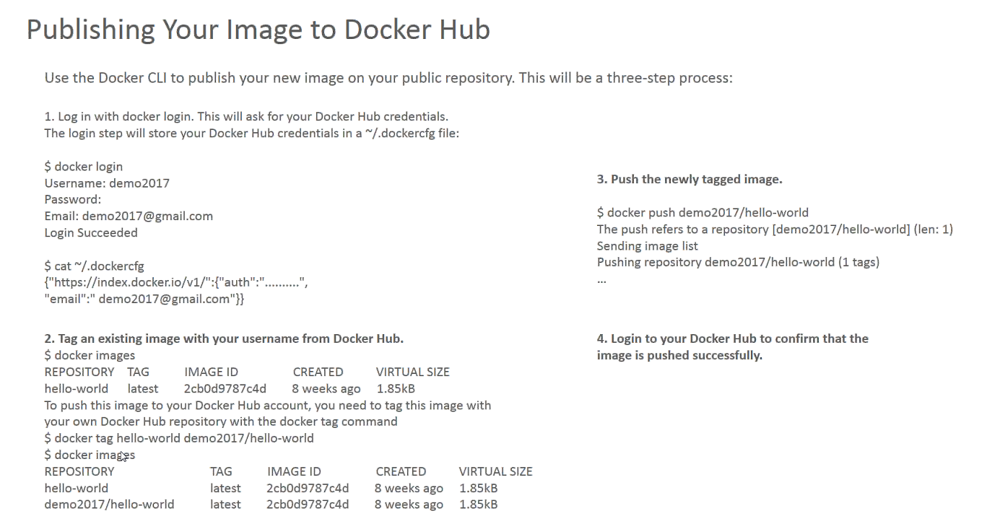 Publishing Your Image to Docker Hub
Use the Docker CLI to publish your new image on your public repository. This will be a three-step process:
1. Log in with docker login. This will ask for your Docker Hub credentials.
The login step will store your Docker Hub credentials in a ~/.dockercfg file:
$ docker login
Username: demo2017
Password:
Email: demo2017@gmail.com
Login Succeeded
$ cat ~/.dockercfg
{"https://index.docker.io/v1/":{"auth":"..........",
"email":" demo2017@gmail.com"}}
2. Tag an existing image with your username from Docker Hub.
$ docker images
REPOSITORY TAG IMAGE ID CREATED VIRTUAL SIZE
hello-world latest 2cb0d9787c4d 8 weeks ago 1.85kB
To push this image to your Docker Hub account, you need to tag this image with
your own Docker Hub repository with the docker tag command
$ docker tag hello-world demo2017/hello-world
$ docker images
REPOSITORY TAG IMAGE ID CREATED VIRTUAL SIZE
hello-world latest 2cb0d9787c4d 8 weeks ago 1.85kB
demo2017/hello-world latest 2cb0d9787c4d 8 weeks ago 1.85kB
3. Push the newly tagged image.
$ docker push demo2017/hello-world
The push refers to a repository [demo2017/hello-world] (len: 1)
Sending image list
Pushing repository demo2017/hello-world (1 tags)
...
4. Login to your Docker Hub to confirm that the
image is pushed successfully.